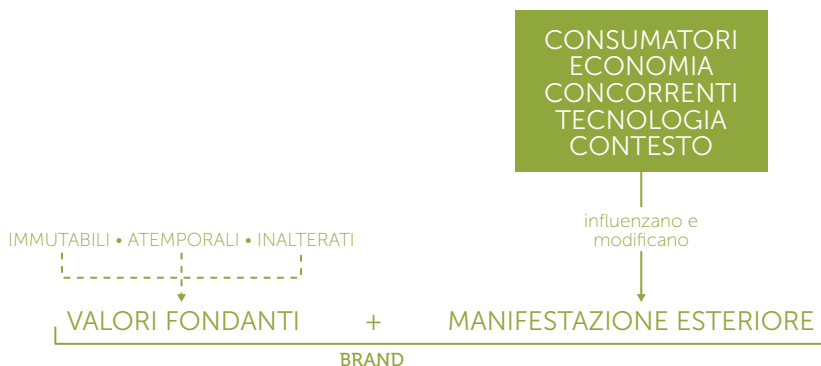 CONSUMATORI
ECONOMIA
CONCORRENTI
TECNOLOGIA
CONTESTO
influenzano e
modificano
IMMUTABILI • ATEMPORALI • INALTERATI
VALORI FONDANTI + MANIFESTAZIONE ESTERIORE
BRAND